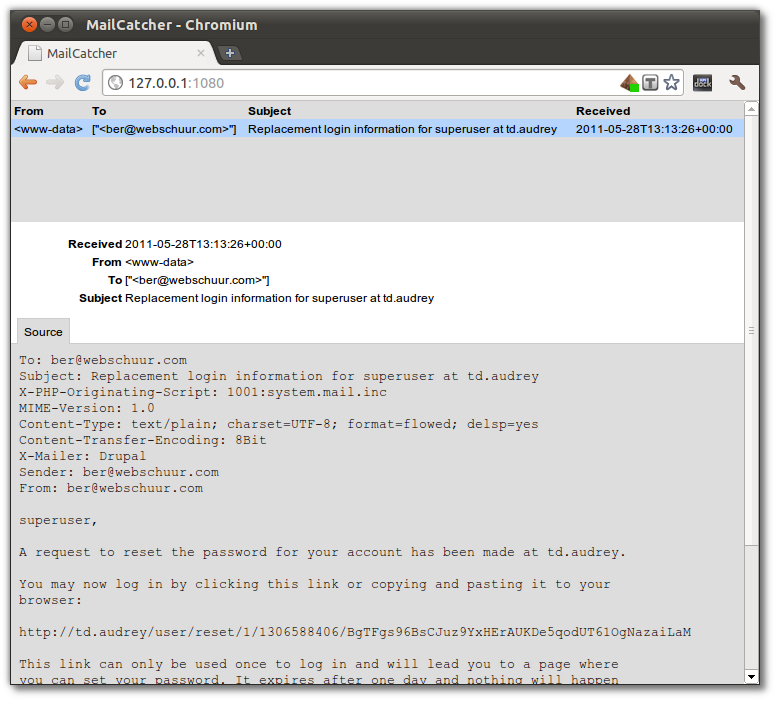 MailCatcher - Chromium
MailCatcher
127.0.0.1:1080
dock
From To Subject Received
<www-data> ["<ber@webschuur.com>"] Replacement login information for superuser at td.audrey 2011-05-28T13:13:26+00:00
Received 2011-05-28T13:13:26+00:00
From <www-data>
To ["<ber@webschuur.com>"]
Subject Replacement login information for superuser at td.audrey
Source
To: ber@webschuur.com
Subject: Replacement login information for superuser at td.audrey
X-PHP-Originating-Script: 1001:system.mail.inc
MIME-Version: 1.0
Content-Type: text/plain; charset=UTF-8; format=flowed; delsp=yes
Content-Transfer-Encoding: 8Bit
X-Mailer: Drupal
Sender: ber@webschuur.com
From: ber@webschuur.com
superuser,
A request to reset the password for your account has been made at td.audrey.
You may now log in by clicking this link or copying and pasting it to your
browser:
http://td.audrey/user/reset/1/1306588406/BgTFgs96BsCJuz9YxHErAUKDe5qodUT61OgNazaiLaM
This link can only be used once to log in and will lead you to a page where
you can set your password. It expires after one day and nothing will happen